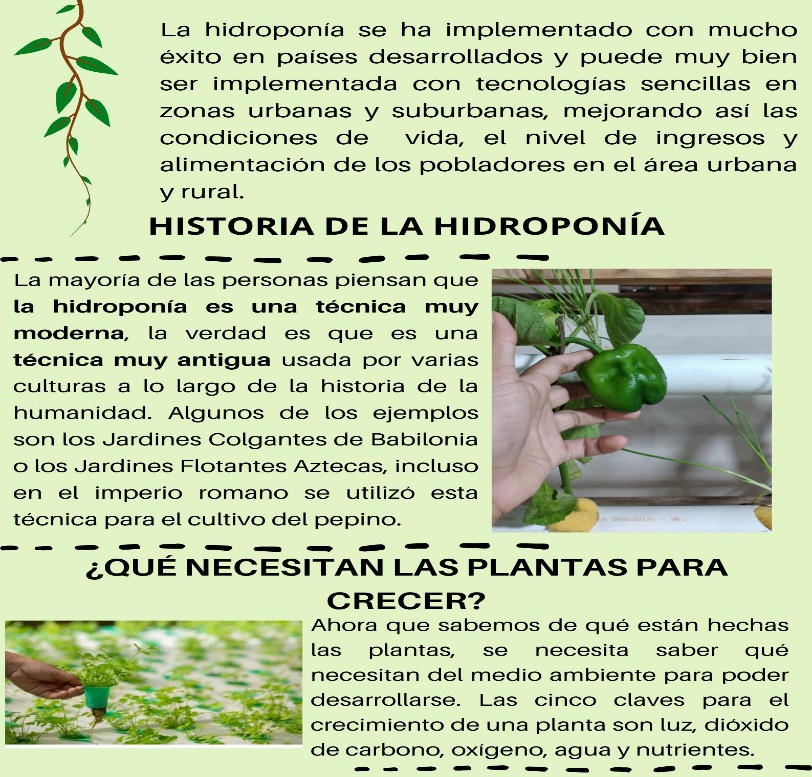 La hidroponía se ha implementado con mucho
éxito en países desarrollados y puede muy bien
ser implementada con tecnologías sencillas en
zonas urbanas y suburbanas, mejorando así las
condiciones de vida, el nivel de ingresos y
alimentación de los pobladores en el área urbana
y rural.
HISTORIA DE LA HIDROPONÍA
La mayoría de las personas piensan que
la hidroponía es una técnica muy
moderna, la verdad es que es una
técnica muy antigua usada por varias
culturas a lo largo de la historia de la
humanidad. Algunos de los ejemplos
son los Jardines Colgantes de Babilonia
o los Jardines Flotantes Aztecas, incluso
en el imperio romano se utilizó esta
técnica para el cultivo del pepino.
¿QUÉ NECESITAN LAS PLANTAS PARA
CRECER?
Ahora que sabemos de qué están hechas
las plantas, se necesita saber qué
necesitan del medio ambiente para poder
desarrollarse. Las cinco claves para el
crecimiento de una planta son luz, dióxido
de carbono, oxígeno, agua y nutrientes.